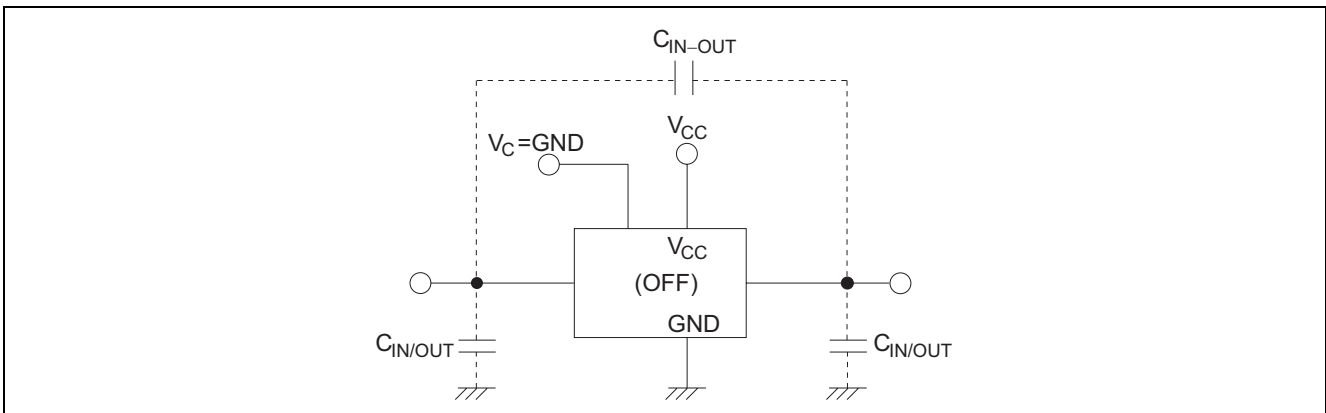 C_IN–OUT
V_CC
V_C=GND
V_CC
(OFF)
GND
C_IN/OUT
C_IN/OUT